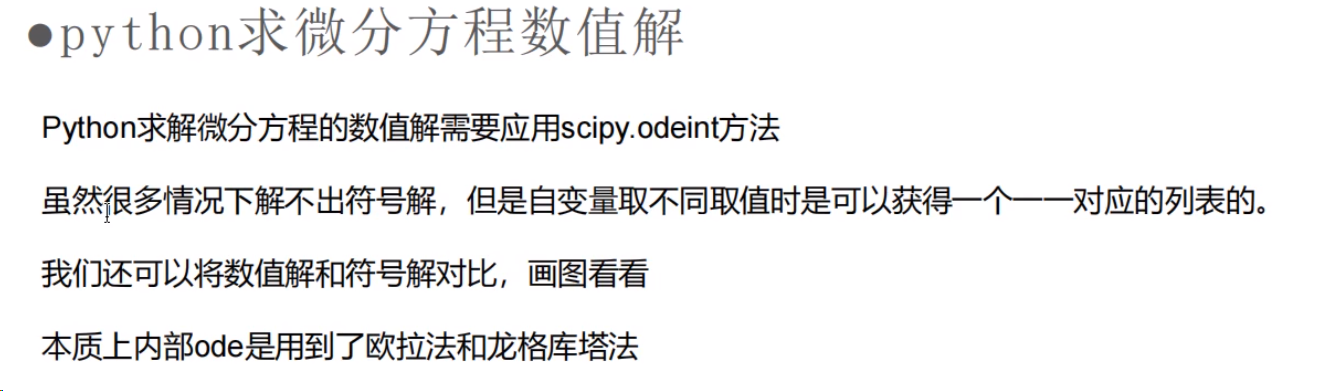 ●python求微分方程数值解
Python求解微分方程的数值解需要应用scipy.odeint方法
虽然很多情况下解不出符号解，但是自变量取不同取值时是可以获得一个一一对应的列表的。
我们还可以将数值解和符号解对比，画图看看
本质上内部ode是用到了欧拉法和龙格库塔法